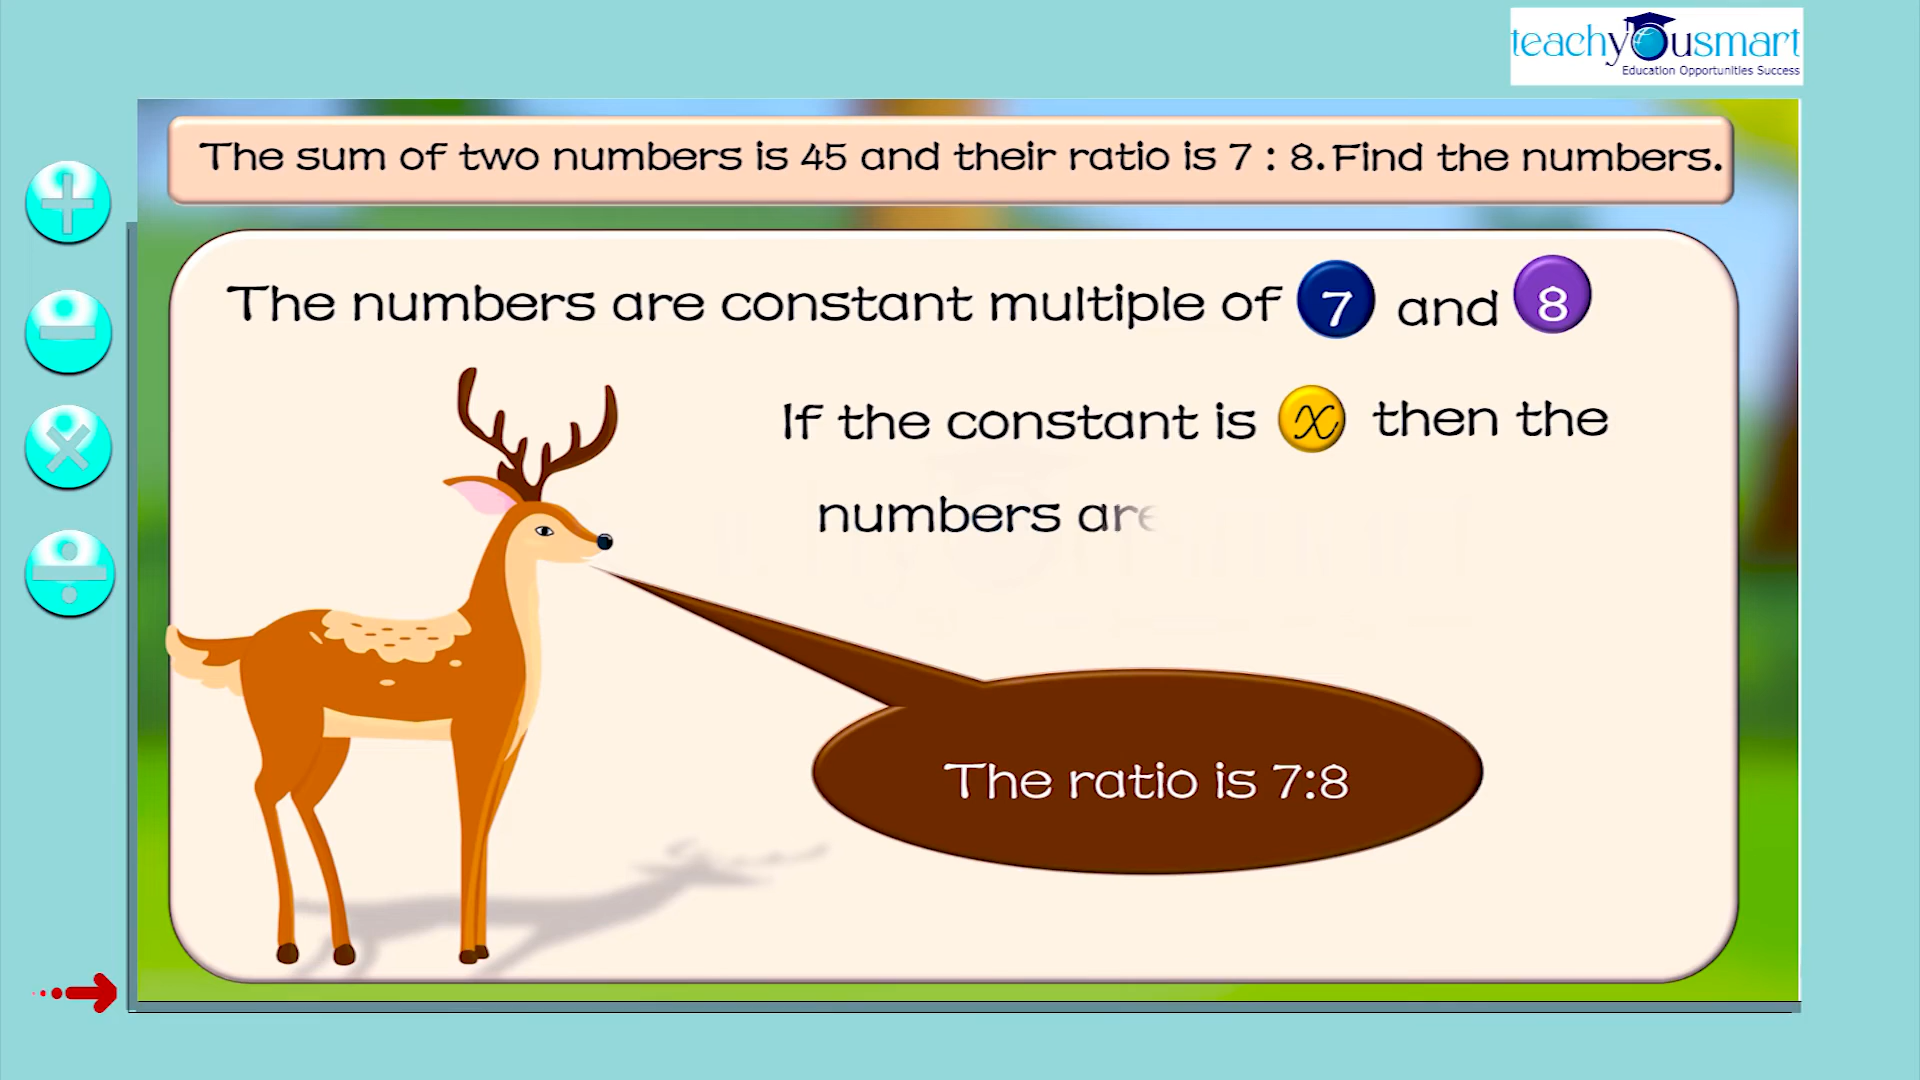 teachyousmart
Education Opportunities Success
The sum of two numbers is 45 and their ratio is 7 : 8. Find the numbers.
The numbers are constant multiple of 7 and 8
If the constant is x then the
numbers are
The ratio is 7:8